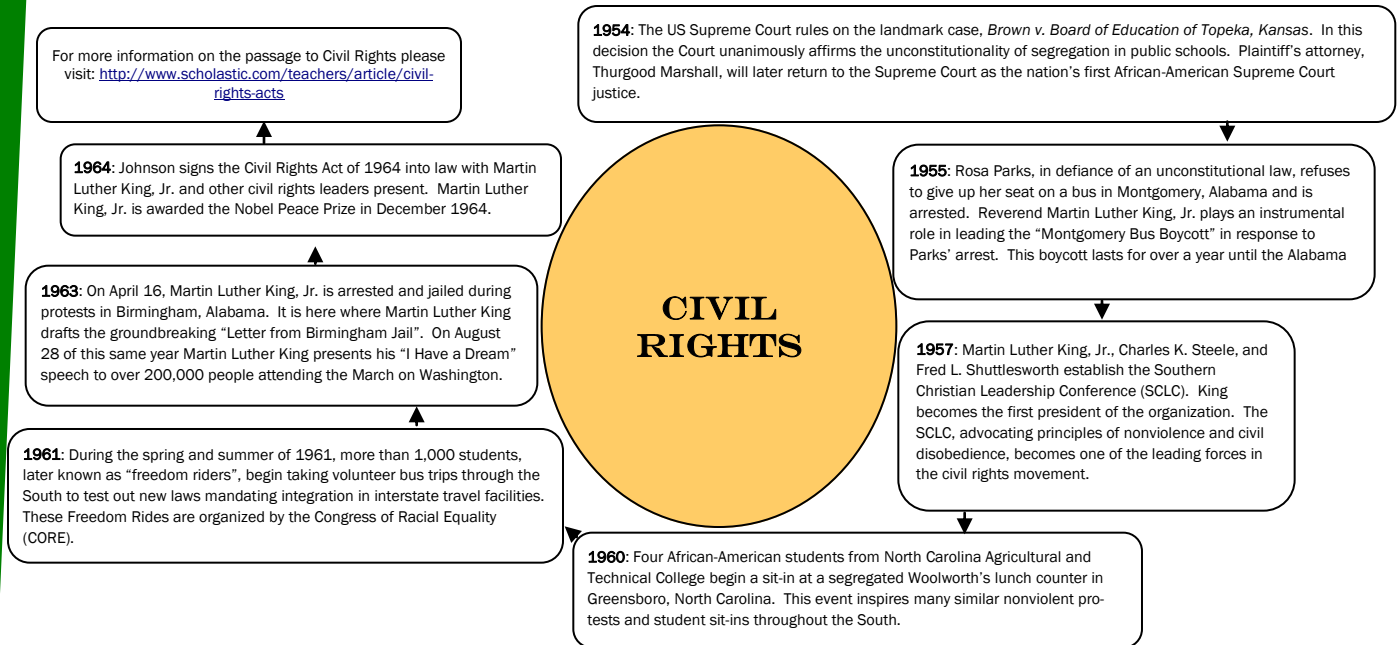 1954: The US Supreme Court rules on the landmark case, Brown v. Board of Education of Topeka, Kansas.  In this
decision the Court unanimously affirms the unconstitutionality of segregation in public schools.  Plaintiff's attorney,
Thurgood Marshall, will later return to the Supreme Court as the nation's first African-American Supreme Court
justice.
1955: Rosa Parks, in defiance of an unconstitutional law, refuses
to give up her seat on a bus in Montgomery, Alabama and is
arrested.  Reverend Martin Luther King, Jr. plays an instrumental
role in leading the “Montgomery Bus Boycott” in response to
Parks’ arrest.  This boycott lasts for over a year until the Alabama
1957: Martin Luther King, Jr., Charles K. Steele, and
Fred L. Shuttlesworth establish the Southern
Christian Leadership Conference (SCLC).  King
becomes the first president of the organization.  The
SCLC, advocating principles of nonviolence and civil
disobedience, becomes one of the leading forces in
the civil rights movement.
1960: Four African-American students from North Carolina Agricultural and
Technical College begin a sit-in at a segregated Woolworth’s lunch counter in
Greensboro, North Carolina.  This event inspires many similar nonviolent pro-
tests and student sit-ins throughout the South.
1961: During the spring and summer of 1961, more than 1,000 students,
later known as “freedom riders”, begin taking volunteer bus trips through the
South to test out new laws mandating integration in interstate travel facilities.
These Freedom Rides are organized by the Congress of Racial Equality
(CORE).
1963: On April 16, Martin Luther King, Jr. is arrested and jailed during
protests in Birmingham, Alabama.  It is here where Martin Luther King
drafts the groundbreaking “Letter from Birmingham Jail”.  On August
28 of this same year Martin Luther King presents his “I Have a Dream”
speech to over 200,000 people attending the March on Washington.
1964: Johnson signs the Civil Rights Act of 1964 into law with Martin
Luther King, Jr. and other civil rights leaders present.  Martin Luther
King, Jr. is awarded the Nobel Peace Prize in December 1964.
For more information on the passage to Civil Rights please
visit: http://www.scholastic.com/teachers/article/civil-
rights-acts
CIVIL
RIGHTS